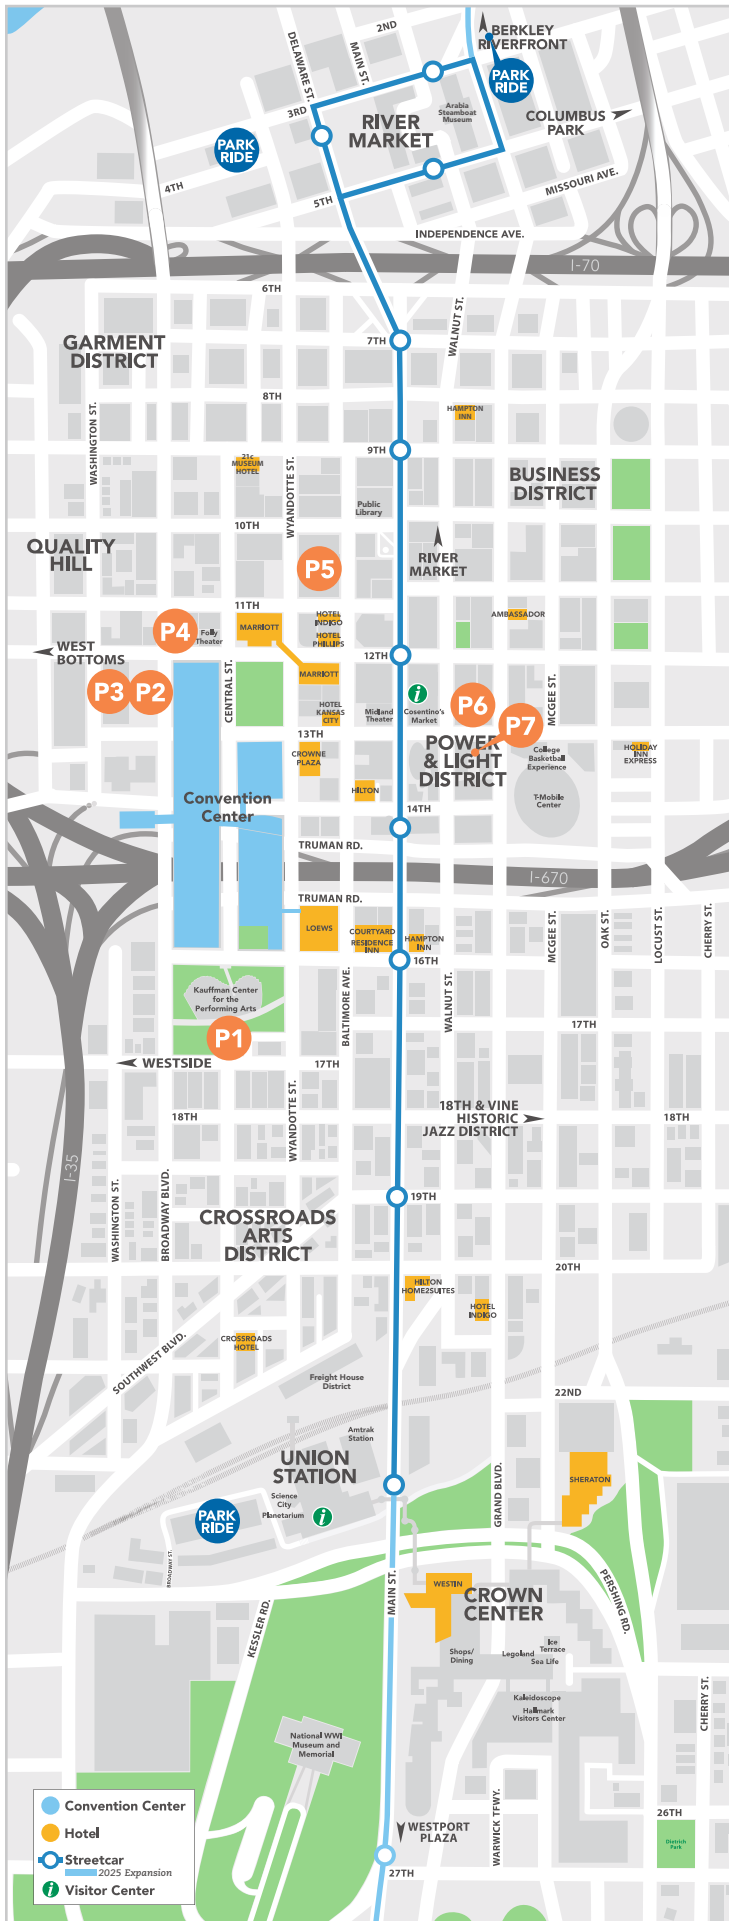 2ND
BERKLEY
RIVERFRONT
DELAWARE ST.
MAIN ST.
PARK
RIDE
3RD
Arabia
Steamboat
Museum
RIVER
MARKET
COLUMBUS
PARK
PARK
RIDE
4TH
5TH
MISSOURI AVE.
INDEPENDENCE AVE.
I-70
6TH
WALNUT ST.
GARMENT
DISTRICT
7TH
8TH
WASHINGTON ST.
HAMPTON
INN
9TH
21c
MUSEUM
HOTEL
WYANDOTTE ST.
BUSINESS
DISTRICT
Public
Library
10TH
QUALITY
HILL
P5
RIVER
MARKET
11TH
P4
Folly
Theater
MARRIOTT
HOTEL
INDIGO
HOTEL
PHILLIPS
AMBASSADOR
WEST
BOTTOMS
12TH
P3
P2
CENTRAL ST.
MARRIOTT
HOTEL
KANSAS
CITY
Midland
Theater
i
Cosentino's
Market
P6
P7
MCGEE ST.
13TH
CROWNE
PLAZA
POWER
& LIGHT
DISTRICT
College
Basketball
Experience
HOLIDAY
INN
EXPRESS
Convention
Center
HILTON
T-Mobile
Center
14TH
TRUMAN RD.
I-670
TRUMAN RD.
LOEWS
COURTYARD
RESIDENCE
INN
HAMPTON
INN
MCGEE ST.
OAK ST.
LOCUST ST.
CHERRY ST.
16TH
Kauffman Center
for the
Performing Arts
BALTIMORE AVE.
WALNUT ST.
P1
17TH
WESTSIDE
17TH
WYANDOTTE ST.
18TH
18TH & VINE
HISTORIC
JAZZ DISTRICT
18TH
I-35
WASHINGTON ST.
BROADWAY BLVD.
19TH
CROSSROADS
ARTS
DISTRICT
20TH
HILTON
HOME2SUITES
HOTEL
INDIGO
SOUTHWEST BLVD.
CROSSROADS
HOTEL
Freight House
District
22ND
Amtrak
Station
UNION
STATION
GRAND BLVD.
SHERATON
Science
City
Planetarium
i
PARK
RIDE
BROADWAY ST.
MAIN ST.
WESTIN
CROWN
CENTER
PERSHING RD.
KESSLER RD.
Shops/
Dining
Legoland
Ice
Terrace
Sea Life
Kaleidoscope
Hallmark
Visitors Center
CHERRY ST.
National WWI
Museum and
Memorial
WARWICK TFWY.
WESTPORT
PLAZA
26TH
Dietrich
Park
27TH
Convention Center
Hotel
Streetcar
2025 Expansion
i
Visitor Center